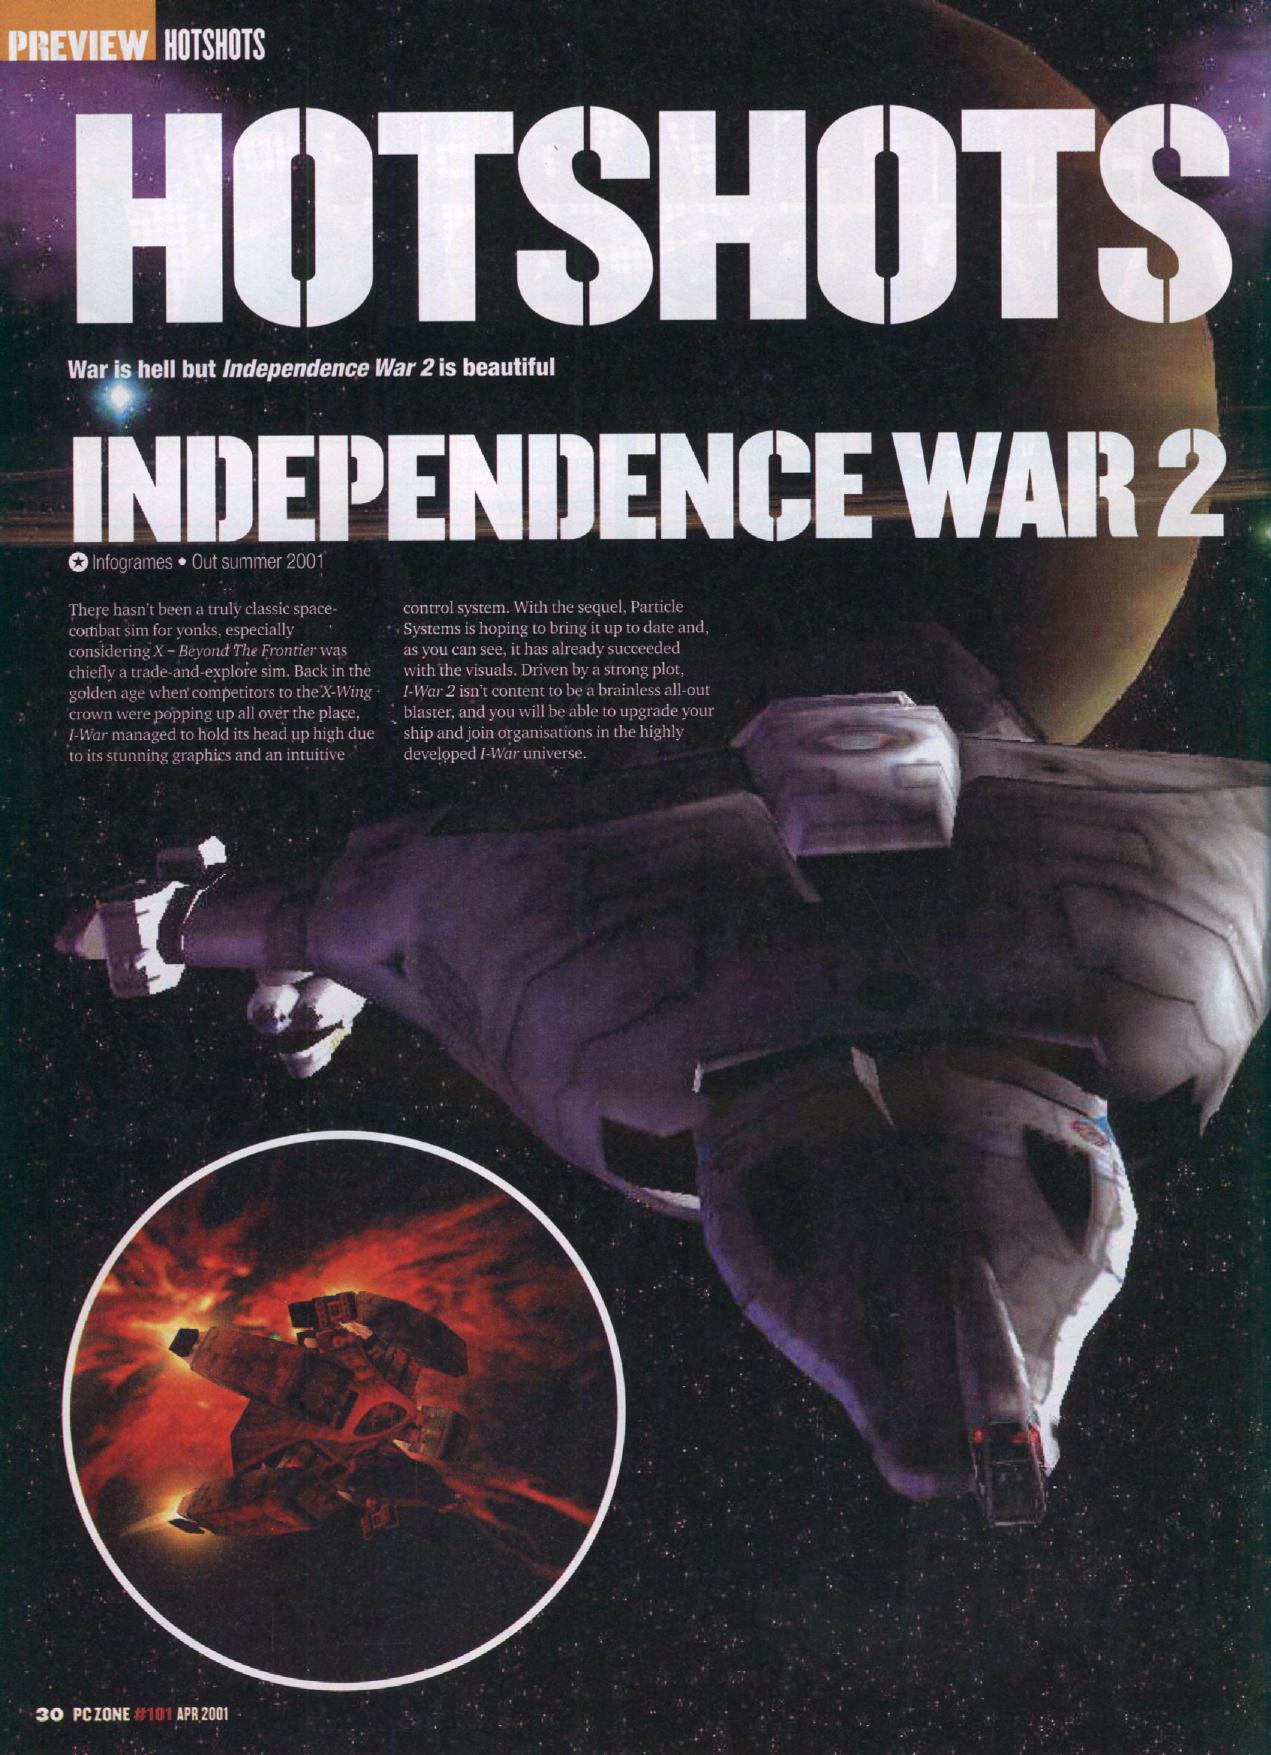 PREVIEW HOTSHOTS
HOTSHOTS
War is hell but Independence War 2 is beautiful
INDEPENDENCE WAR 2
Infogrames • Out summer 2001
There hasn't been a truly classic space-
combat sim for yonks, especially
considering X – Beyond The Frontier was
chiefly a trade-and-explore sim. Back in the
golden age when competitors to the X-Wing
crown were popping up all over the place,
I-War managed to hold its head up high due
to its stunning graphics and an intuitive
control system. With the sequel, Particle
Systems is hoping to bring it up to date and,
as you can see, it has already succeeded
with the visuals. Driven by a strong plot,
I-War 2 isn't content to be a brainless all-out
blaster, and you will be able to upgrade your
ship and join organisations in the highly
developed I-War universe.
30 PCZONE #101 APR 2001